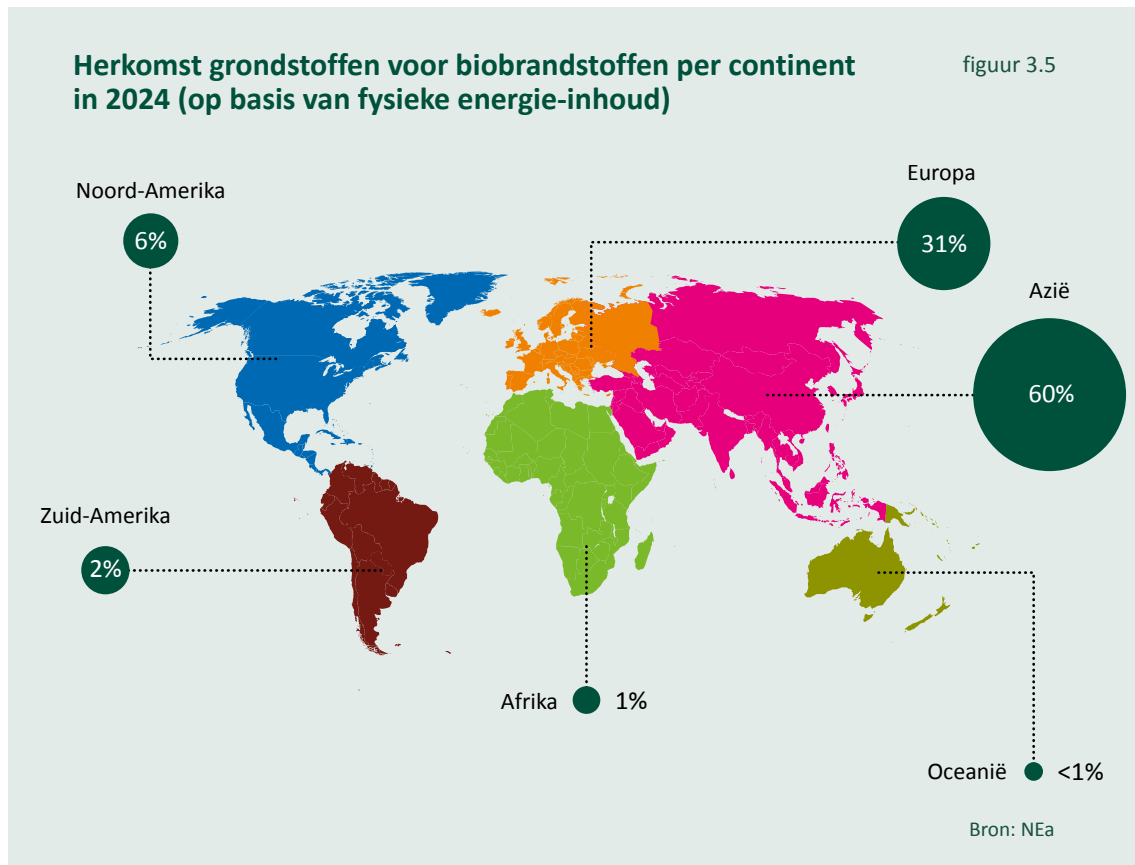 Herkomst grondstoffen voor biobrandstoffen per continent
in 2024 (op basis van fysieke energie-inhoud)
figuur 3.5
Noord-Amerika
6%
Europa
31%
Azië
60%
Zuid-Amerika
2%
Afrika
1%
Oceanië
<1%
Bron: NEa